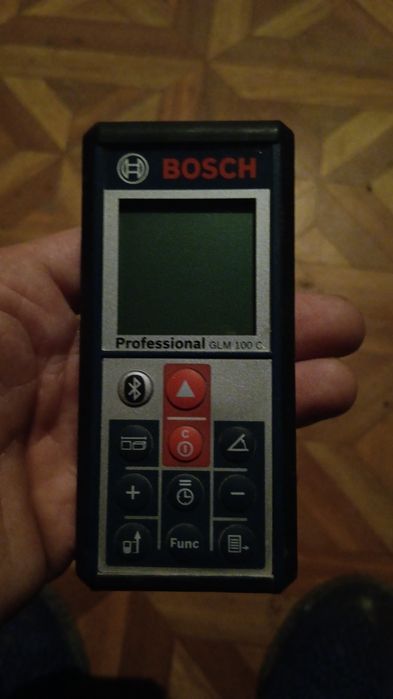 BOSCH
Professional GLM 100 C
C
+
=
−
Func